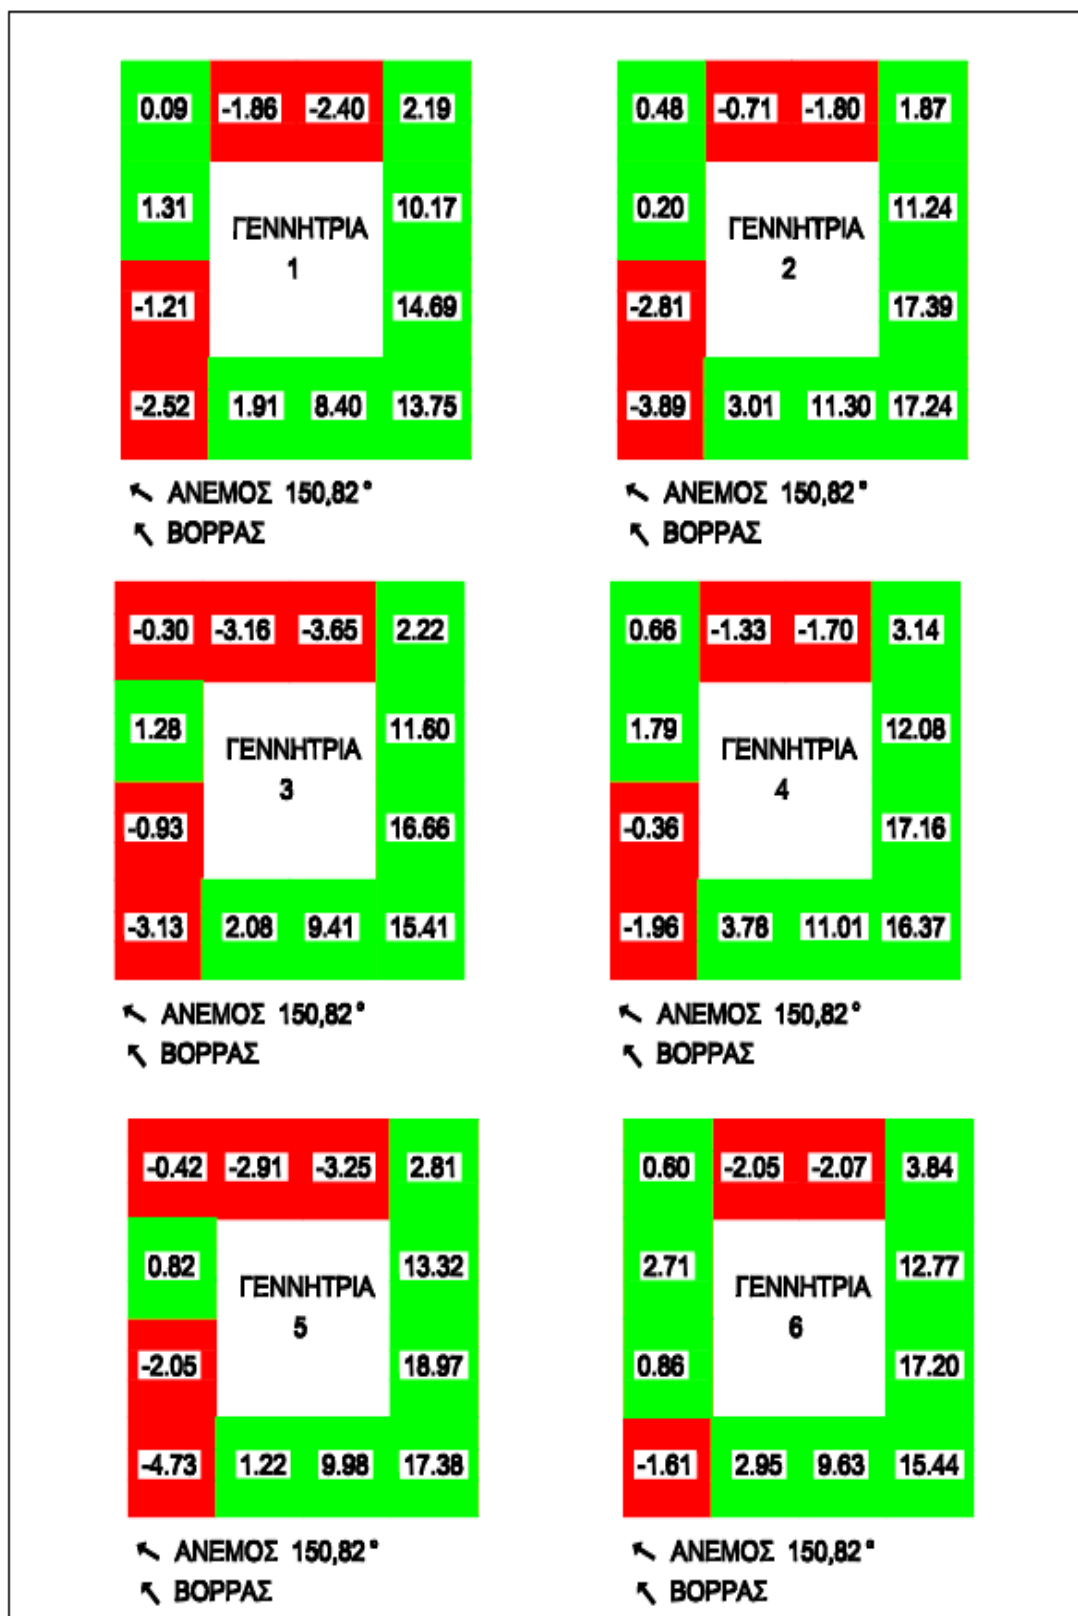 0.09 -1.86 -2.40 2.19
1.31 10.17
ΓΕΝΝΗΤΡΙΑ
1
-1.21 14.69
-2.52 1.91 8.40 13.75
ΑΝΕΜΟΣ 150,82°
ΒΟΡΡΑΣ
0.48 -0.71 -1.80 1.87
0.20 11.24
ΓΕΝΝΗΤΡΙΑ
2
-2.81 17.39
-3.89 3.01 11.30 17.24
ΑΝΕΜΟΣ 150,82°
ΒΟΡΡΑΣ
-0.30 -3.16 -3.65 2.22
1.28 11.60
ΓΕΝΝΗΤΡΙΑ
3
-0.93 16.66
-3.13 2.08 9.41 15.41
ΑΝΕΜΟΣ 150,82°
ΒΟΡΡΑΣ
0.66 -1.33 -1.70 3.14
1.79 12.08
ΓΕΝΝΗΤΡΙΑ
4
-0.36 17.16
-1.96 3.78 11.01 16.37
ΑΝΕΜΟΣ 150,82°
ΒΟΡΡΑΣ
-0.42 -2.91 -3.25 2.81
0.82 13.32
ΓΕΝΝΗΤΡΙΑ
5
-2.05 18.97
-4.73 1.22 9.98 17.38
ΑΝΕΜΟΣ 150,82°
ΒΟΡΡΑΣ
0.60 -2.05 -2.07 3.84
2.71 12.77
ΓΕΝΝΗΤΡΙΑ
6
0.86 17.20
-1.61 2.95 9.63 15.44
ΑΝΕΜΟΣ 150,82°
ΒΟΡΡΑΣ